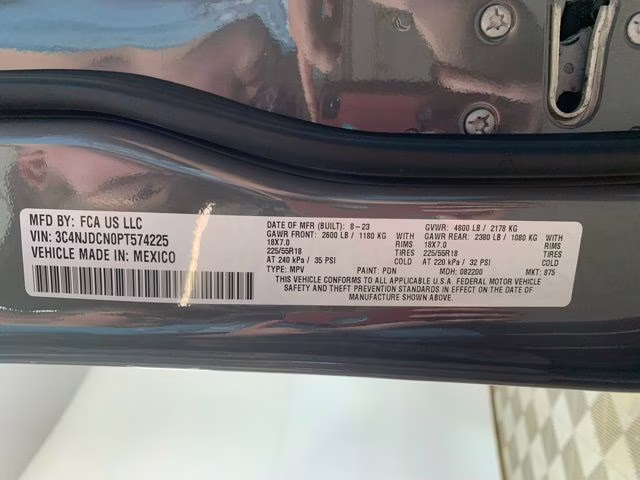 MFD BY: FCA US LLC
VIN: 3C4NJDCN0PT574225
VEHICLE MADE IN: MEXICO
DATE OF MFR (BUILT): 8-23 GVWR: 4800 LB / 2178 KG
GAWR FRONT: 2600 LB / 1180 KG WITH GAWR REAR: 2380 LB / 1080 KG WITH
18X7.0 RIMS 18X7.0 RIMS
225/55R18 TIRES 225/55R18 TIRES
AT 240 kPa / 35 PSI COLD AT 220 kPa / 32 PSI COLD
TYPE: MPV PAINT: PDN MDH: 082200 MKT: 875
THIS VEHICLE CONFORMS TO ALL APPLICABLE U.S.A. FEDERAL MOTOR VEHICLE
SAFETY AND THEFT PREVENTION STANDARDS IN EFFECT ON THE DATE OF
MANUFACTURE SHOWN ABOVE.